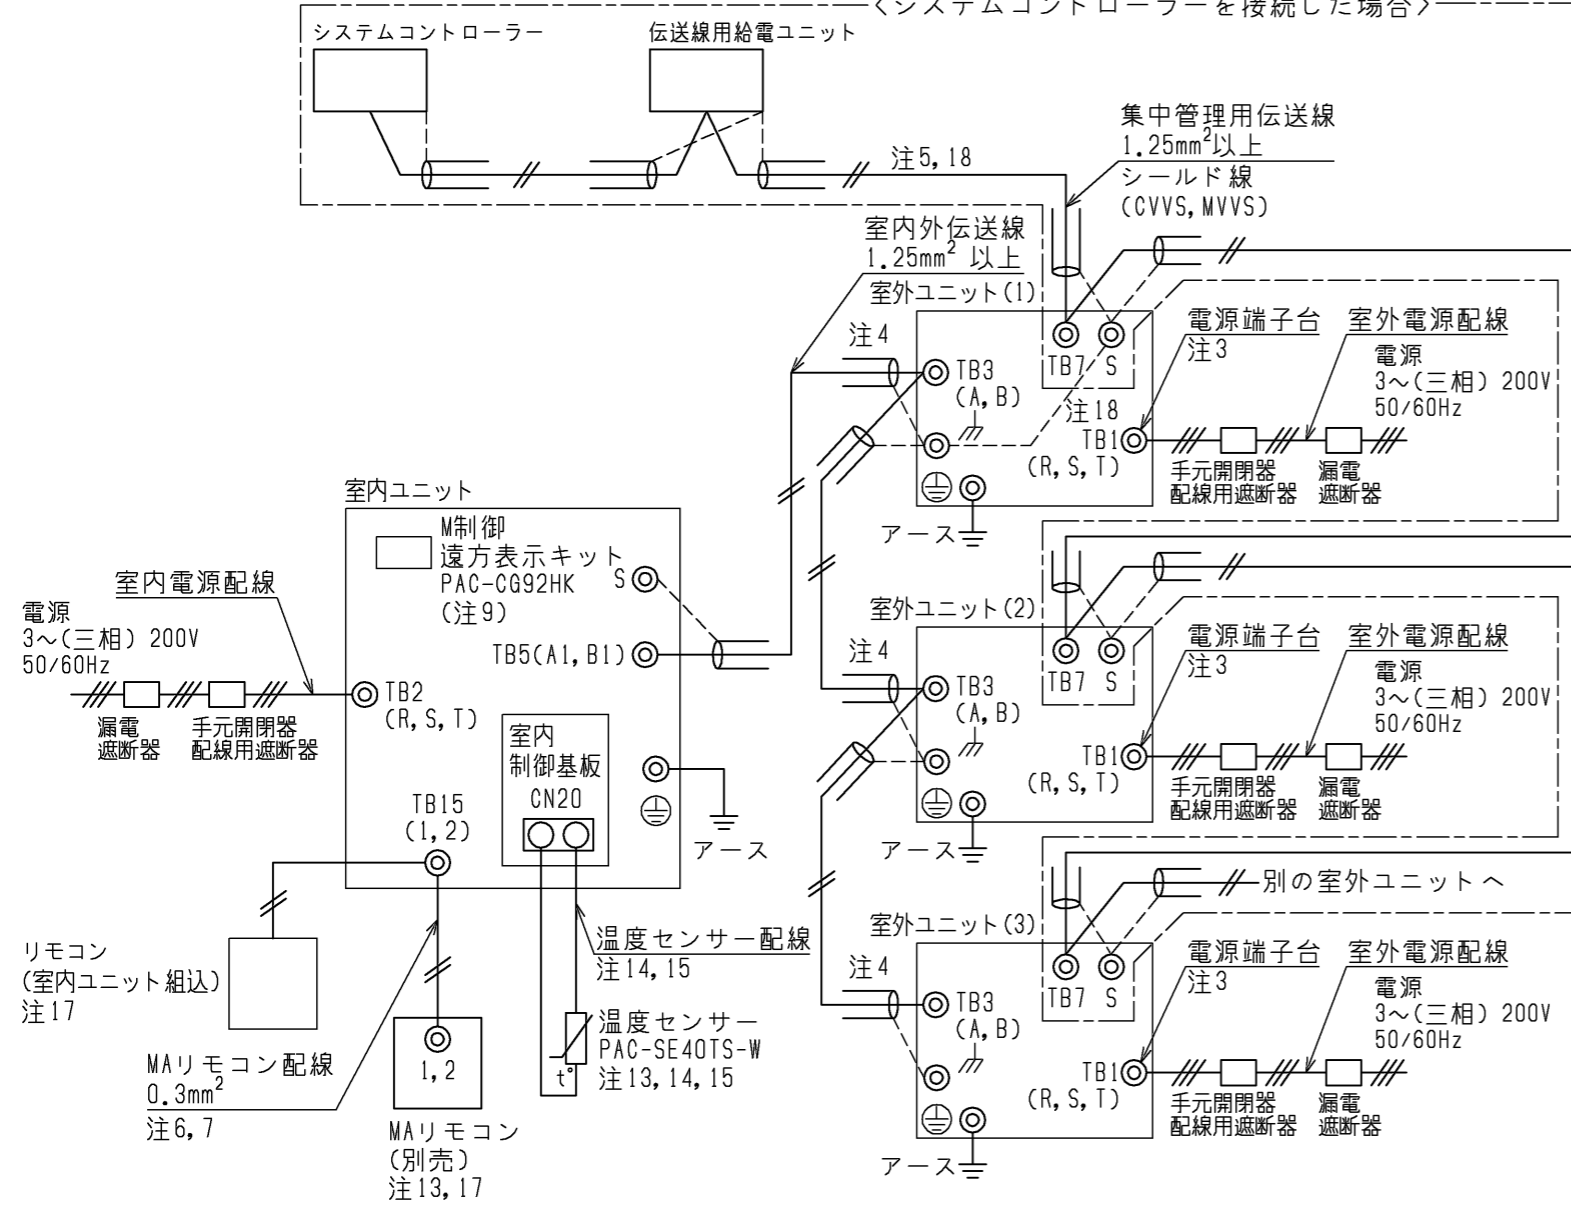 〈システムコントローラーを接続した場合〉
システムコントローラー
伝送線用給電ユニット
注5,18
集中管理用伝送線
1.25mm²以上
シールド線
(CVVS,MVVS)
室内外伝送線
1.25mm² 以上
室外ユニット(1)
注4
TB3
(A,B)
TB7 S
注18
TB1
(R,S,T)
アース
電源端子台
注3
室外電源配線
電源
3~(三相) 200V
50/60Hz
手元開閉器
配線用遮断器
漏電
遮断器
室内ユニット
M制御
遠方表示キット
PAC-CG92HK
(注9)
S
TB5(A1,B1)
室内電源配線
電源
3~(三相) 200V
50/60Hz
漏電
遮断器
手元開閉器
配線用遮断器
TB2
(R,S,T)
室内
制御基板
CN20
TB15
(1,2)
アース
リモコン
(室内ユニット組込)
注17
MAリモコン配線
0.3mm²
注6,7
1,2
MAリモコン
(別売)
注13,17
温度センサー配線
注14,15
温度センサー
PAC-SE40TS-W
注13,14,15
t°
室外ユニット(2)
注4
TB3
(A,B)
TB7 S
TB1
(R,S,T)
アース
電源端子台
注3
室外電源配線
電源
3~(三相) 200V
50/60Hz
手元開閉器
配線用遮断器
漏電
遮断器
別の室外ユニットへ
室外ユニット(3)
注4
TB3
(A,B)
TB7 S
TB1
(R,S,T)
アース
電源端子台
注3
室外電源配線
電源
3~(三相) 200V
50/60Hz
手元開閉器
配線用遮断器
漏電
遮断器